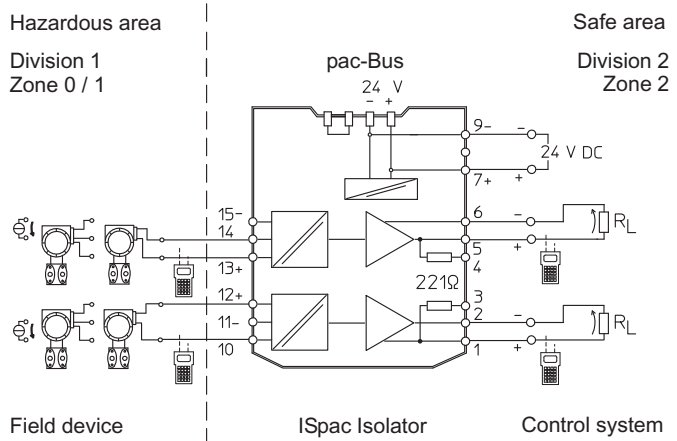 Hazardous area
Safe area
Division 1
Zone 0 / 1
pac-Bus
Division 2
Zone 2
24 V
- +
9-
-
24 V DC
7+
+
15-
14
13+
6
-
RL
5
+
4
221Ω
12+
11-
10
3
2
-
RL
1
+
Field device
ISpac Isolator
Control system